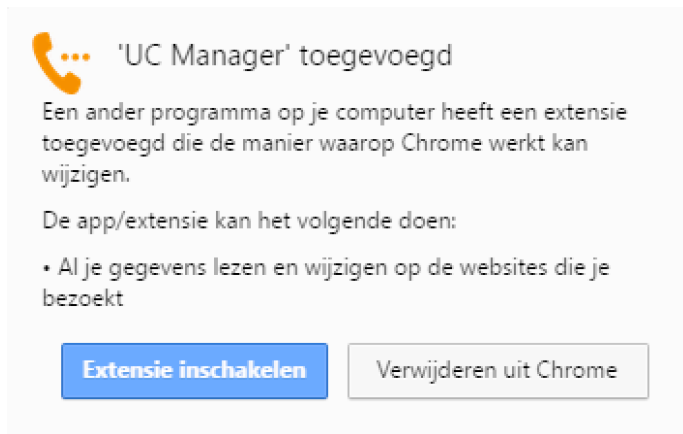 'UC Manager' toegevoegd
Een ander programma op je computer heeft een extensie
toegevoegd die de manier waarop Chrome werkt kan
wijzigen.
De app/extensie kan het volgende doen:
• Al je gegevens lezen en wijzigen op de websites die je
bezoekt
Extensie inschakelen
Verwijderen uit Chrome